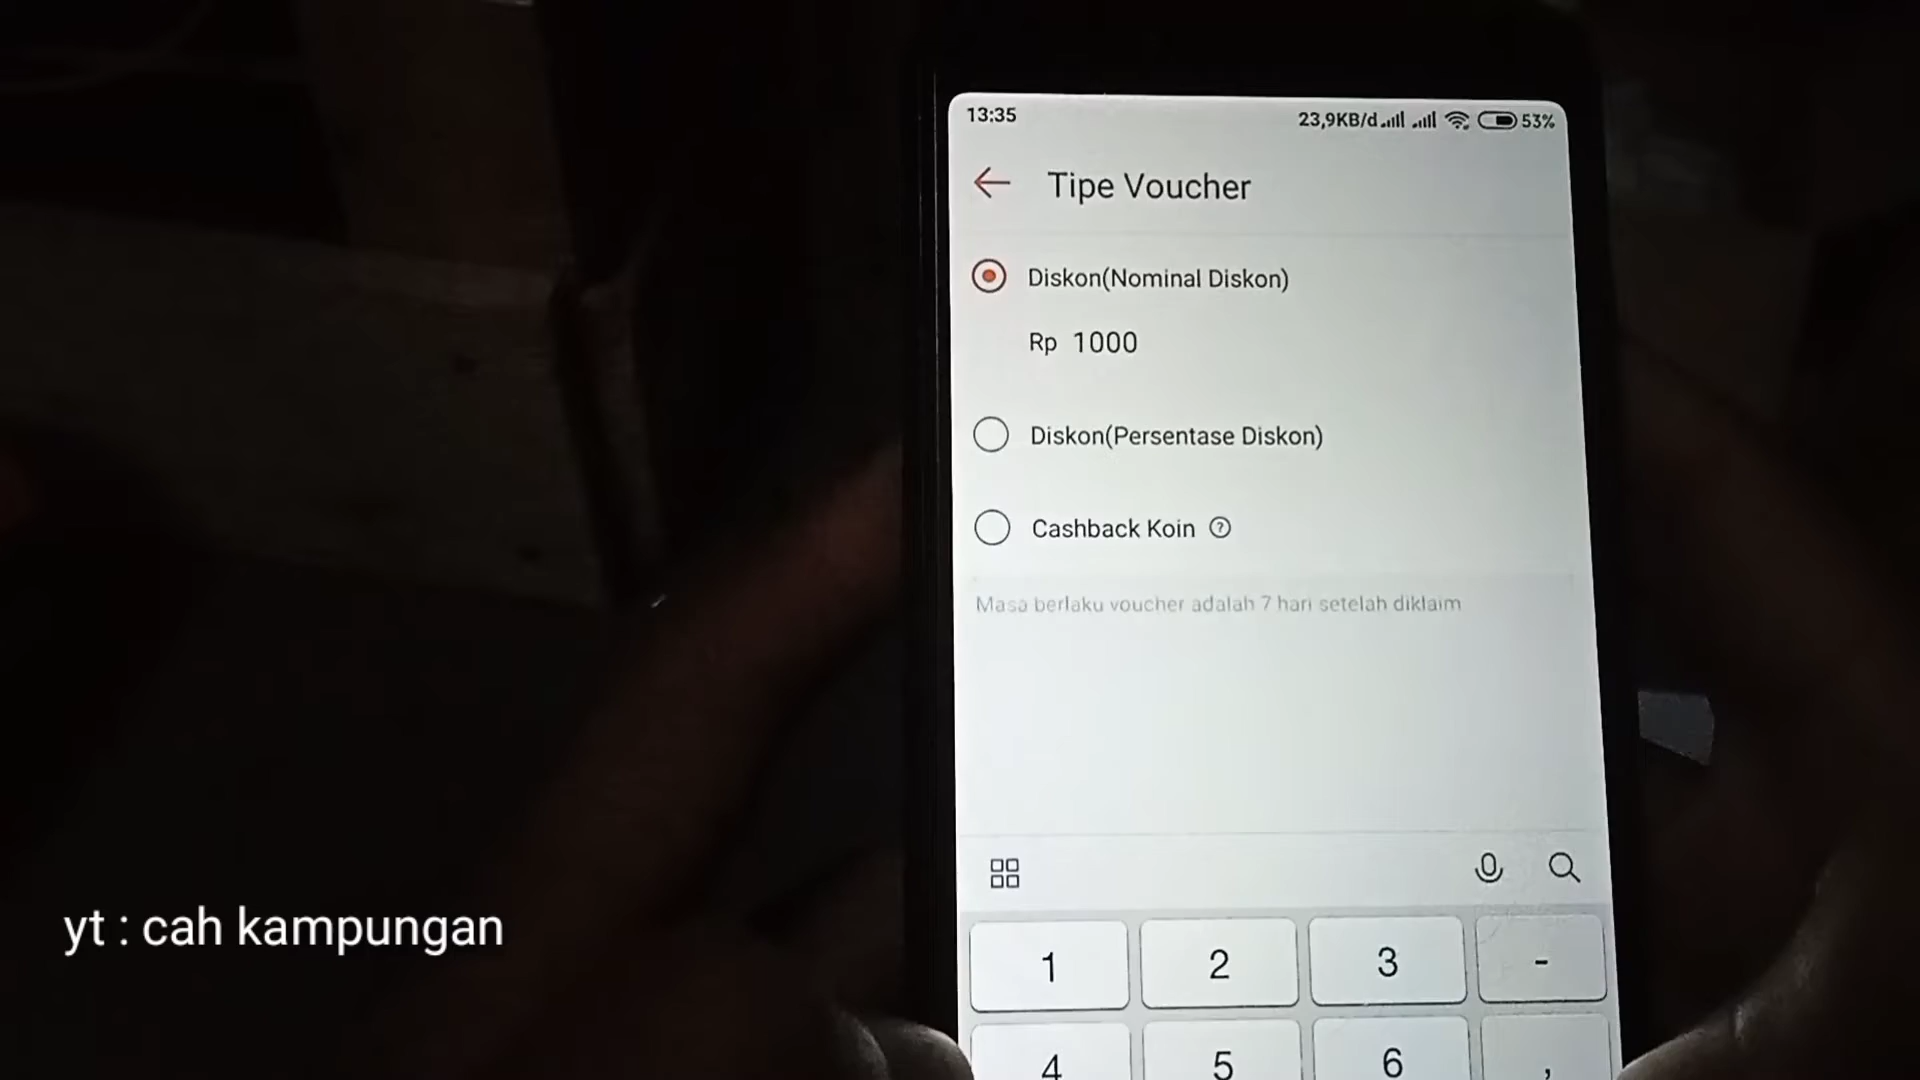 13:35
23,9KB/d 53%
Tipe Voucher
Diskon(Nominal Diskon)
Rp 1000
Diskon(Persentase Diskon)
Cashback Koin ?
Masa berlaku voucher adalah 7 hari setelah diklaim
1 2 3 -
4 5 6 ,
yt : cah kampungan